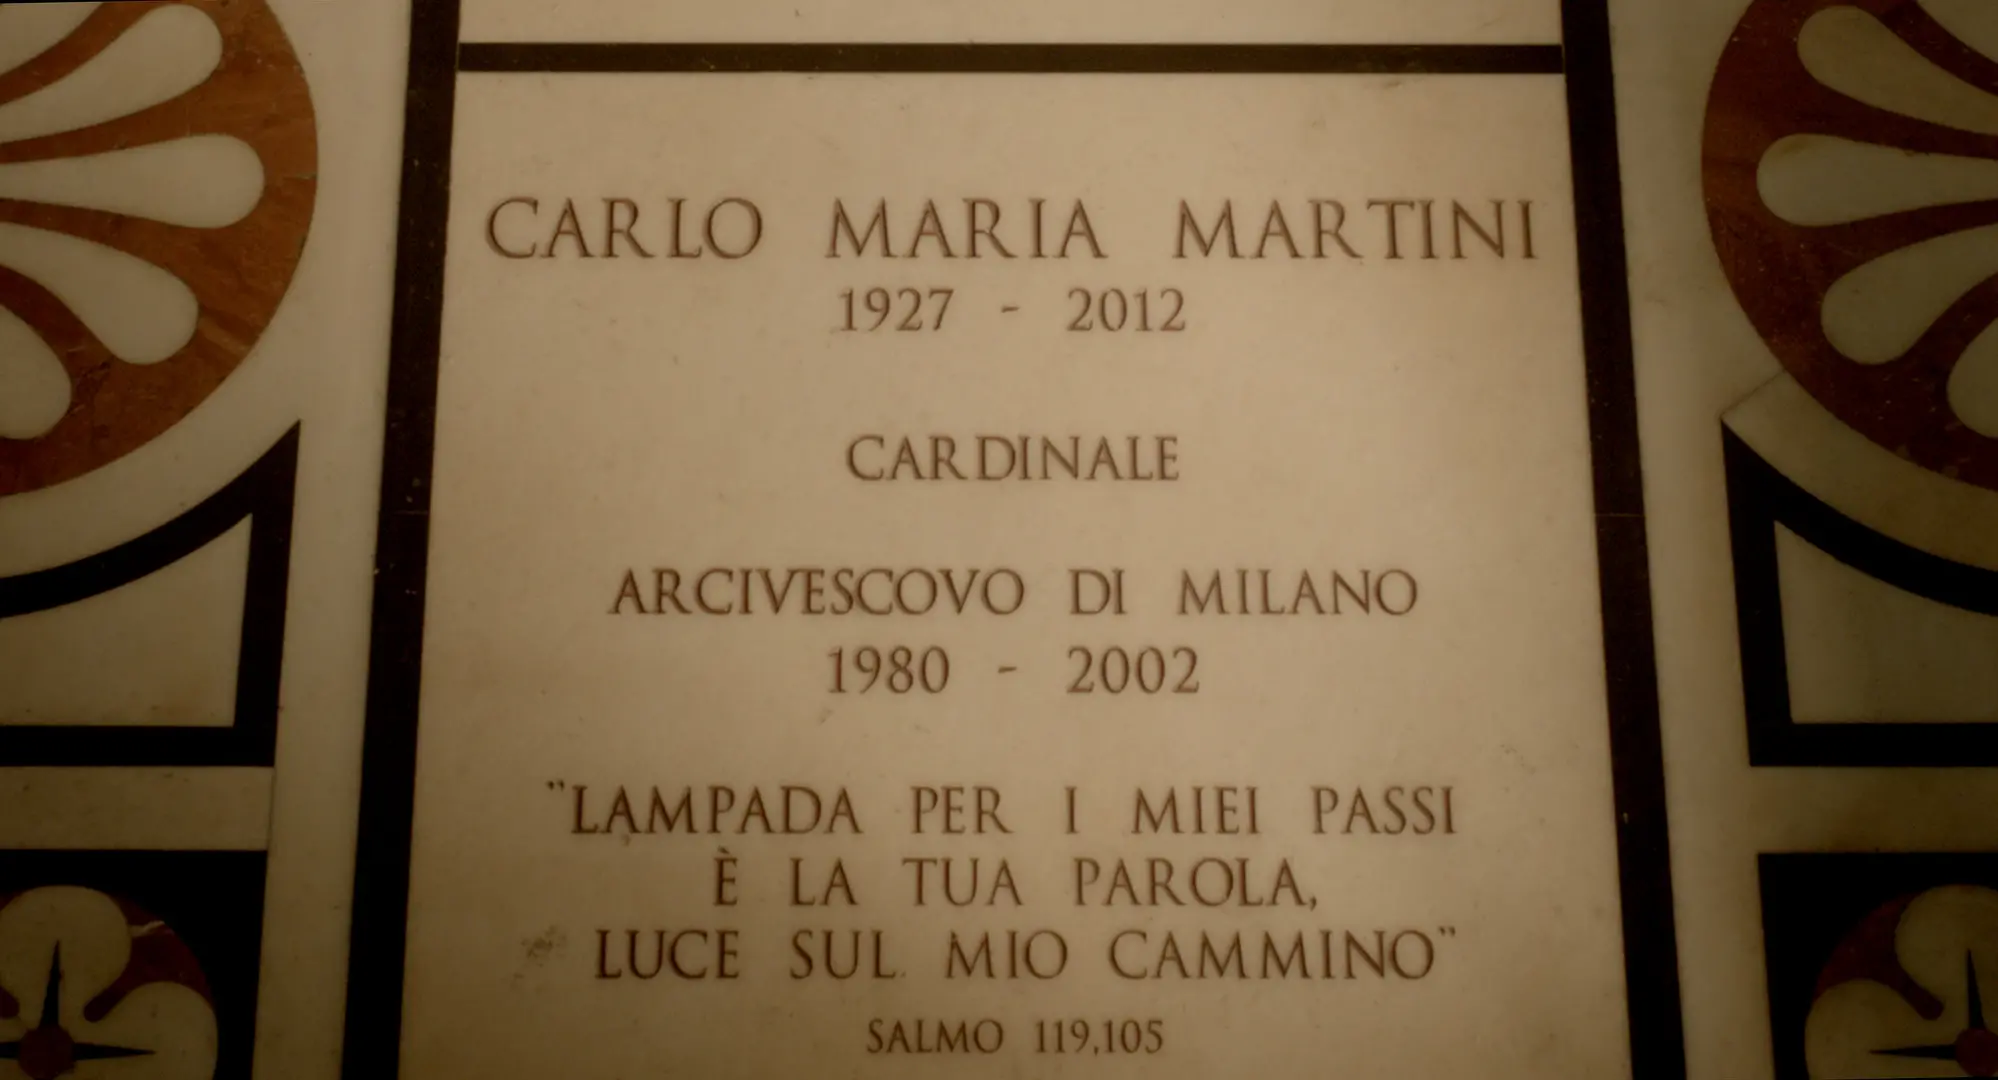 CARLO MARIA MARTINI
1927 - 2012
CARDINALE
ARCIVESCOVO DI MILANO
1980 - 2002
"LAMPADA PER I MIEI PASSI
È LA TUA PAROLA,
LUCE SUL MIO CAMMINO"
SALMO 119,105